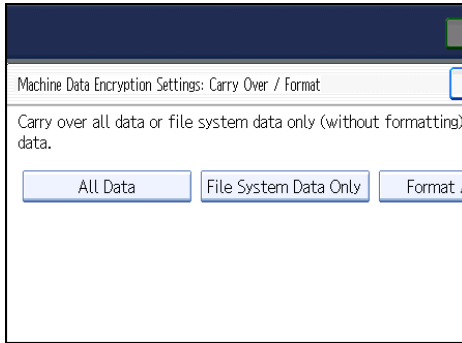 Machine Data Encryption Settings: Carry Over / Format
Carry over all data or file system data only (without formatting)
data.
All Data File System Data Only Format